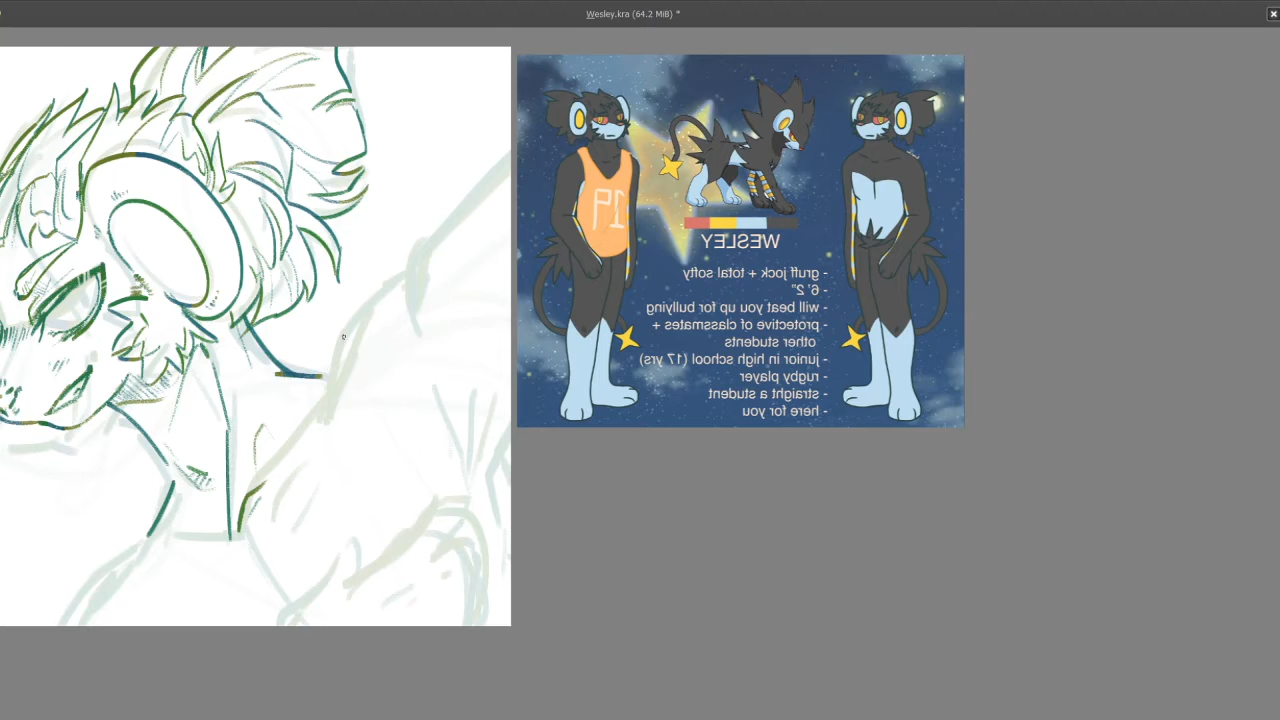 Wesley.kra (64.2 MiB) *
19
WESLEY
- gruff jock + total softy
- 6' 2"
- will beat you up for bullying
- protective of classmates +
other students
- junior in high school (17 yrs)
- rugby player
- straight a student
- here for you